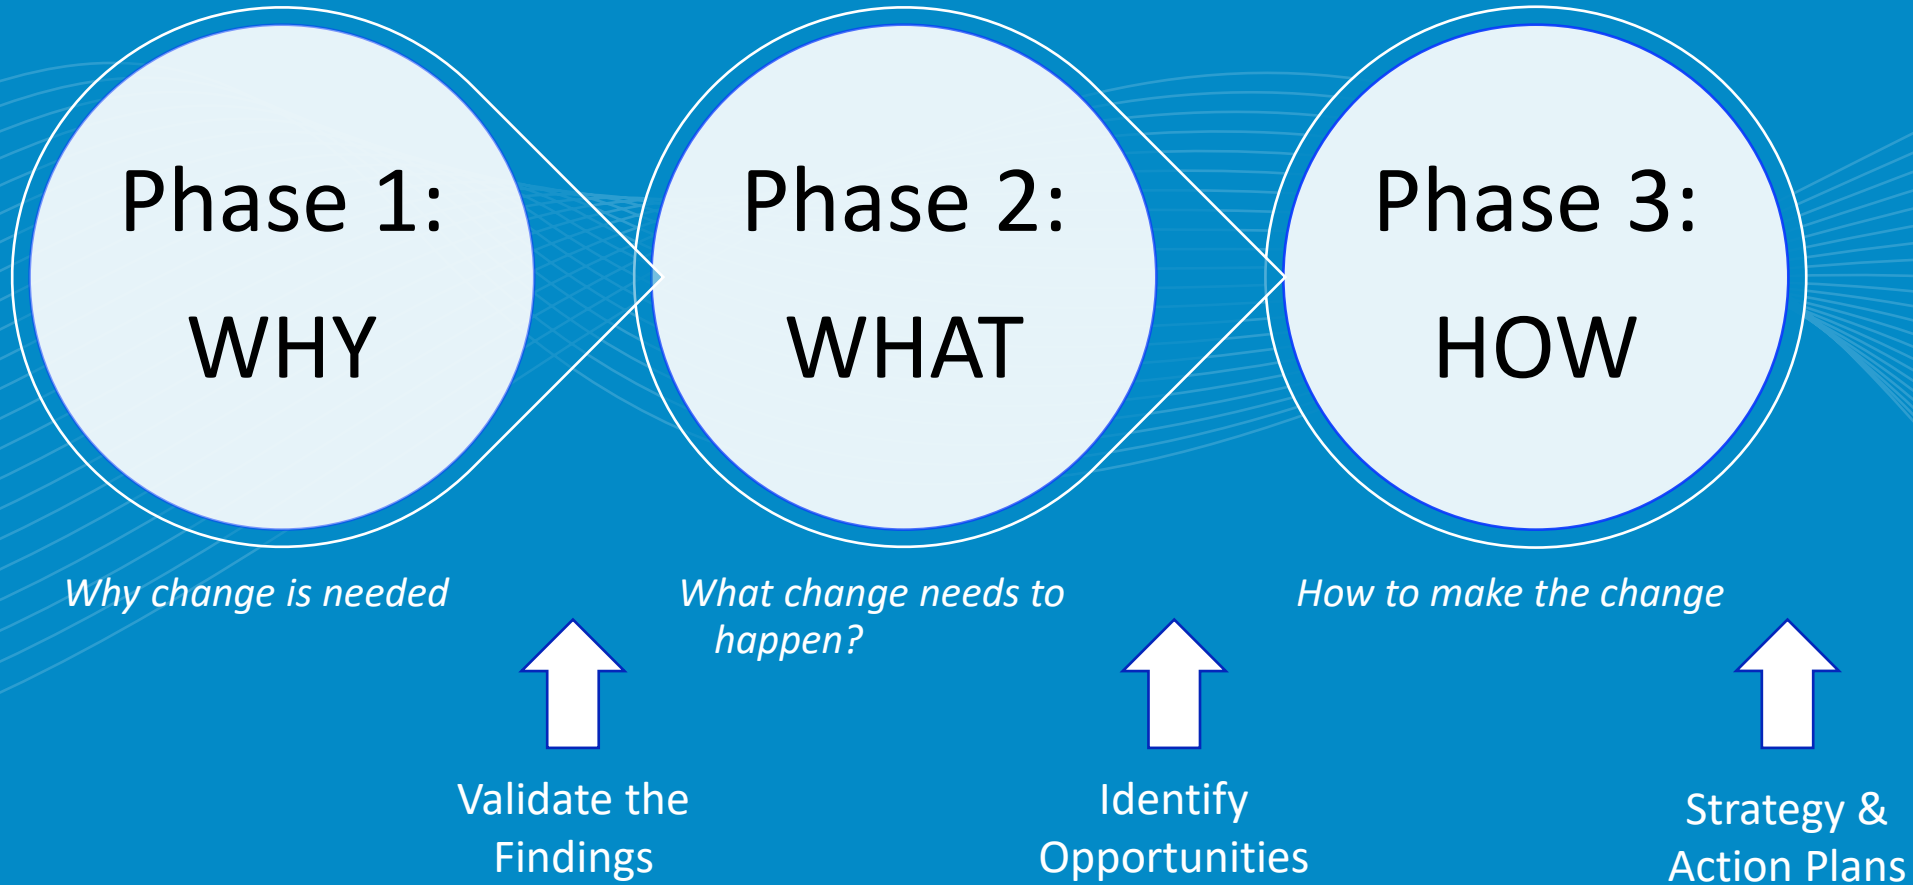 Phase 1:
WHY
Phase 2:
WHAT
Phase 3:
HOW
Why change is needed
What change needs to
happen?
How to make the change
Validate the
Findings
Identify
Opportunities
Strategy &
Action Plans